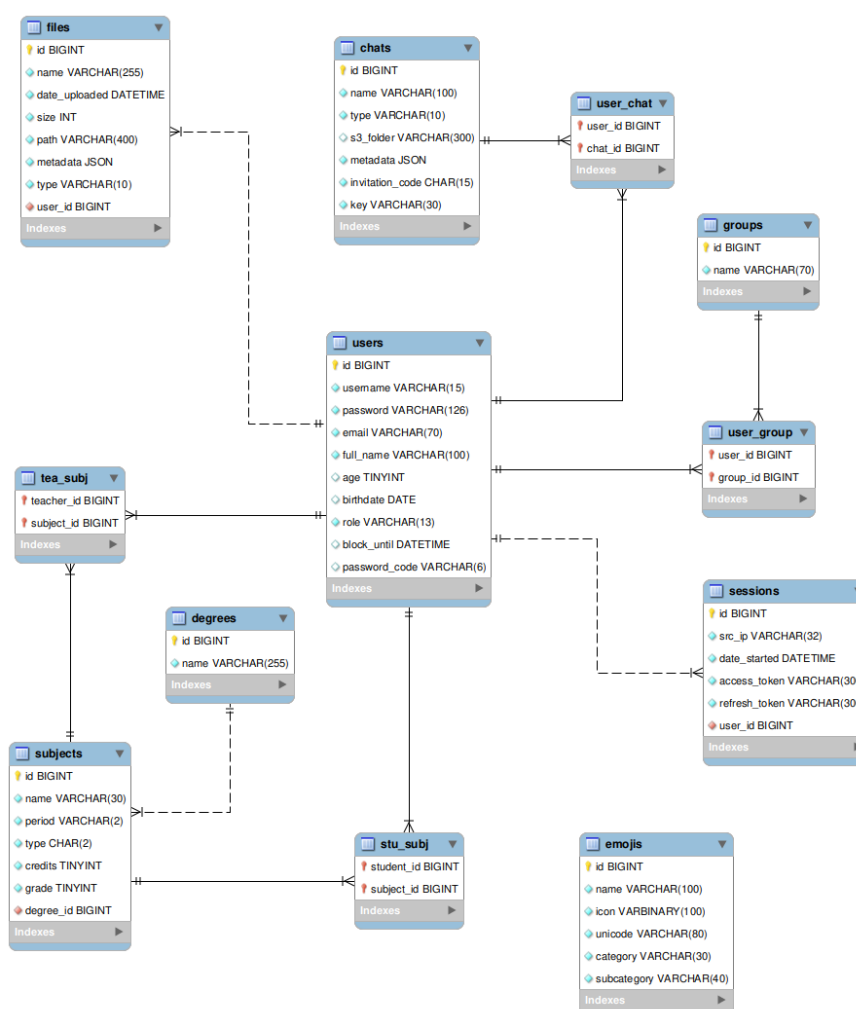 files
id BIGINT
name VARCHAR(255)
date_uploaded DATETIME
size INT
path VARCHAR(400)
metadata JSON
type VARCHAR(10)
user_id BIGINT
Indexes
chats
id BIGINT
name VARCHAR(100)
type VARCHAR(10)
s3_folder VARCHAR(300)
metadata JSON
invitation_code CHAR(15)
key VARCHAR(30)
Indexes
user_chat
user_id BIGINT
chat_id BIGINT
Indexes
groups
id BIGINT
name VARCHAR(70)
Indexes
users
id BIGINT
username VARCHAR(15)
password VARCHAR(126)
email VARCHAR(70)
full_name VARCHAR(100)
age TINYINT
birthdate DATE
role VARCHAR(13)
block_until DATETIME
password_code VARCHAR(6)
Indexes
user_group
user_id BIGINT
group_id BIGINT
Indexes
tea_subj
teacher_id BIGINT
subject_id BIGINT
Indexes
degrees
id BIGINT
name VARCHAR(255)
Indexes
sessions
id BIGINT
src_ip VARCHAR(32)
date_started DATETIME
access_token VARCHAR(30
refresh_token VARCHAR(30
user_id BIGINT
Indexes
subjects
id BIGINT
name VARCHAR(30)
period VARCHAR(2)
type CHAR(2)
credits TINYINT
grade TINYINT
degree_id BIGINT
Indexes
stu_subj
student_id BIGINT
subject_id BIGINT
Indexes
emojis
id BIGINT
name VARCHAR(100)
icon VARBINARY(100)
unicode VARCHAR(80)
category VARCHAR(30)
subcategory VARCHAR(40)
Indexes